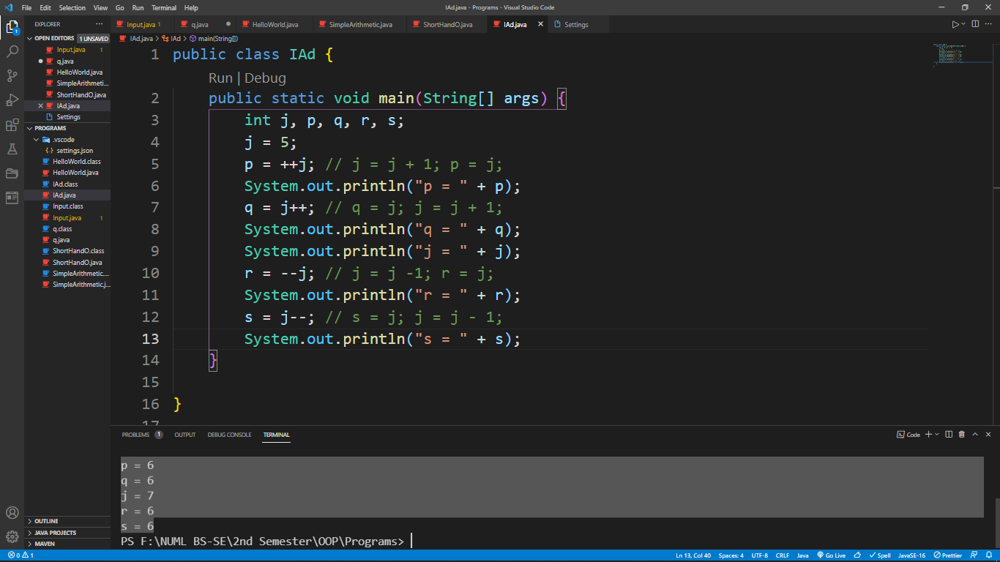 File Edit Selection View Go Run Terminal Help
IAd.java - Programs - Visual Studio Code
EXPLORER
OPEN EDITORS 1 UNSAVED
Input.java 1
q.java
HelloWorld.java
SimpleArithmeti...
ShortHandO.java
IAd.java
Settings
PROGRAMS
.vscode
settings.json
HelloWorld.class
HelloWorld.java
IAd.class
IAd.java
Input.class
Input.java 1
q.class
q.java
ShortHandO.class
ShortHandO.java
SimpleArithmetic....
SimpleArithmetic.j...
OUTLINE
JAVA PROJECTS
MAVEN
Input.java 1 q.java HelloWorld.java SimpleArithmetic.java ShortHandO.java IAd.java Settings
IAd.java > IAd > main(String[])
1 public class IAd {
Run | Debug
2 public static void main(String[] args) {
3 int j, p, q, r, s;
4 j = 5;
5 p = ++j; // j = j + 1; p = j;
6 System.out.println("p = " + p);
7 q = j++; // q = j; j = j + 1;
8 System.out.println("q = " + q);
9 System.out.println("j = " + j);
10 r = --j; // j = j -1; r = j;
11 System.out.println("r = " + r);
12 s = j--; // s = j; j = j - 1;
13 System.out.println("s = " + s);
14 }
15
16 }
17
PROBLEMS 1 OUTPUT DEBUG CONSOLE TERMINAL
Code
p = 6
q = 6
j = 7
r = 6
s = 6
PS F:\NUML BS-SE\2nd Semester\OOP\Programs>
0 1
Ln 13, Col 40 Spaces: 4 UTF-8 CRLF Java Go Live Spell JavaSE-16 Prettier